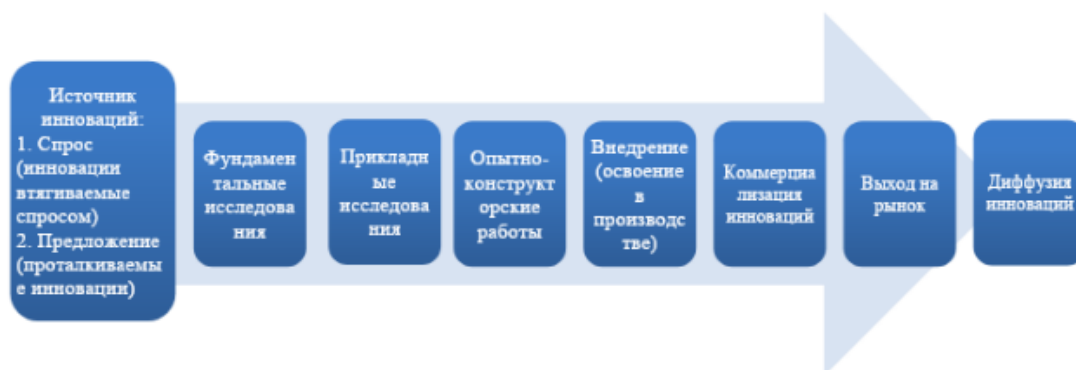 Источник
инноваций:
1. Спрос
(инновации
втягиваемые
спросом)
2. Предложение
(проталкиваемы
е инновации)
Фундамен
тальные
исследова
ния
Прикладн
ые
исследова
ния
Опытно-
конструкт
орские
работы
Внедрение
(освоение
в
производс
тве)
Коммерциа
лизация
инноваций
Выход на
рынок
Диффузия
инноваций